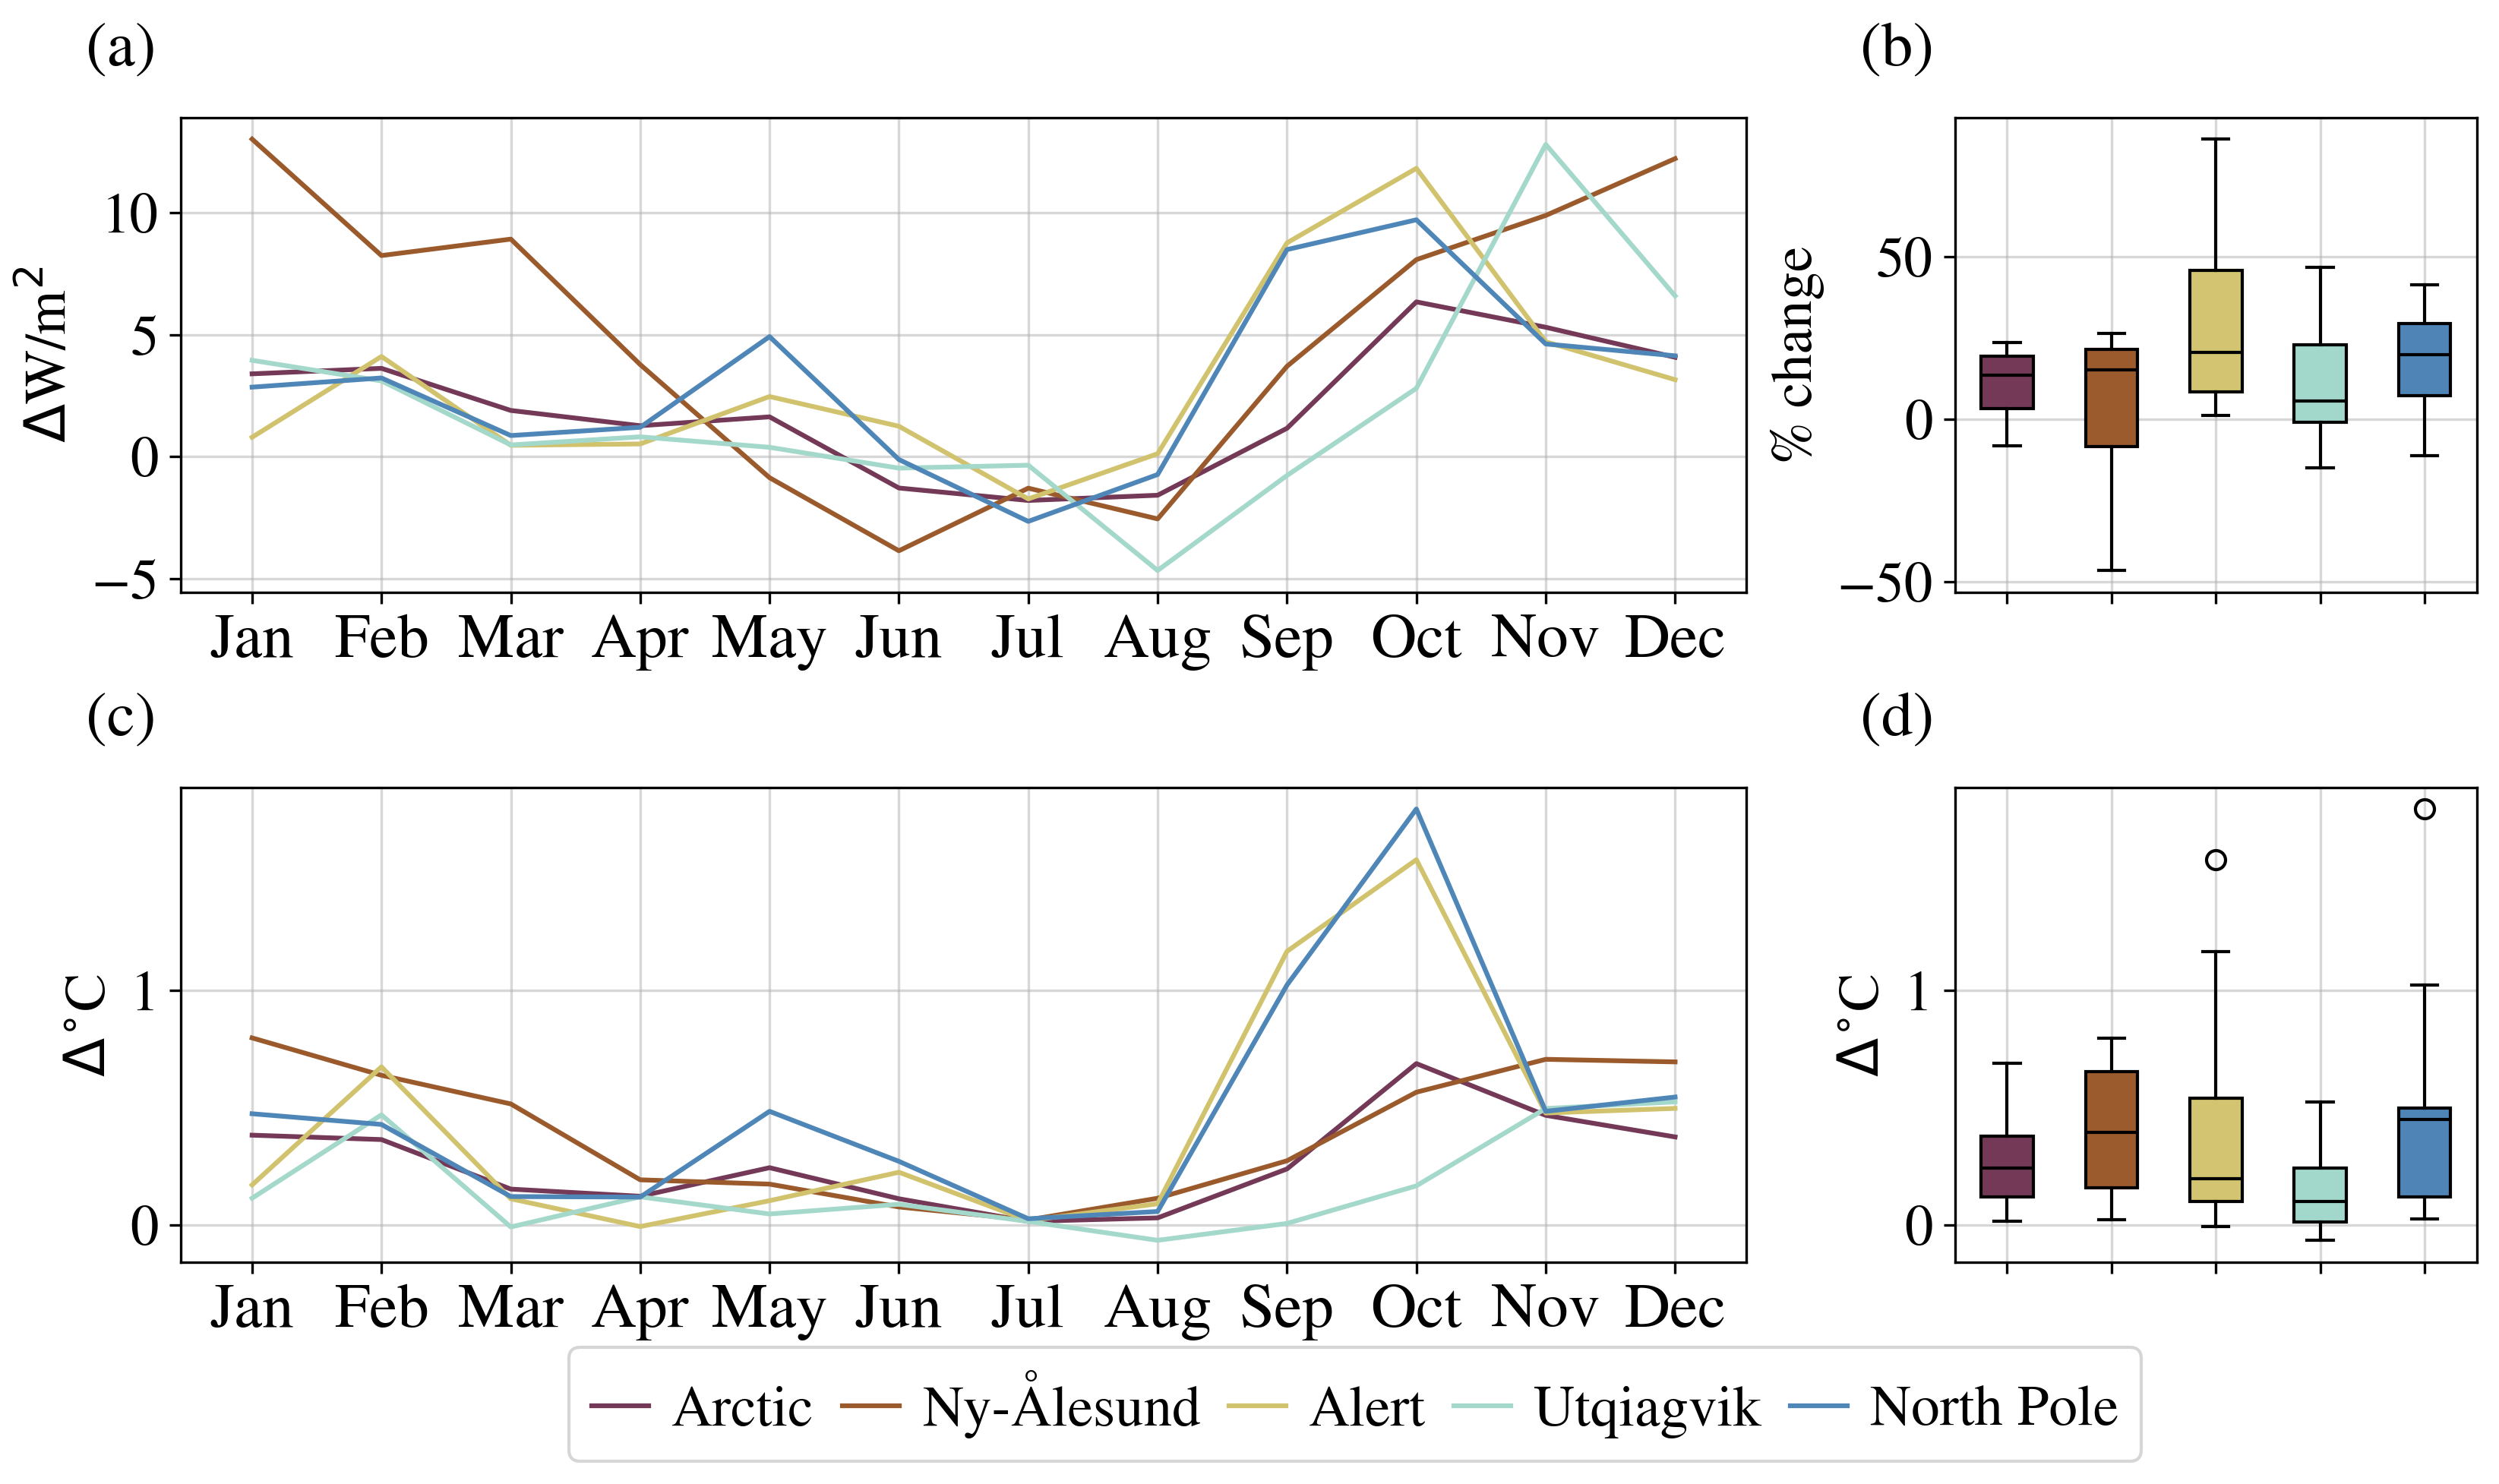 (a)
ΔW/m²
10
5
0
−5
Jan Feb Mar Apr May Jun Jul Aug Sep Oct Nov Dec
(b)
% change
50
0
−50
(c)
Δ°C
1
0
Jan Feb Mar Apr May Jun Jul Aug Sep Oct Nov Dec
(d)
Δ°C
1
0
Arctic Ny-Ålesund Alert Utqiagvik North Pole